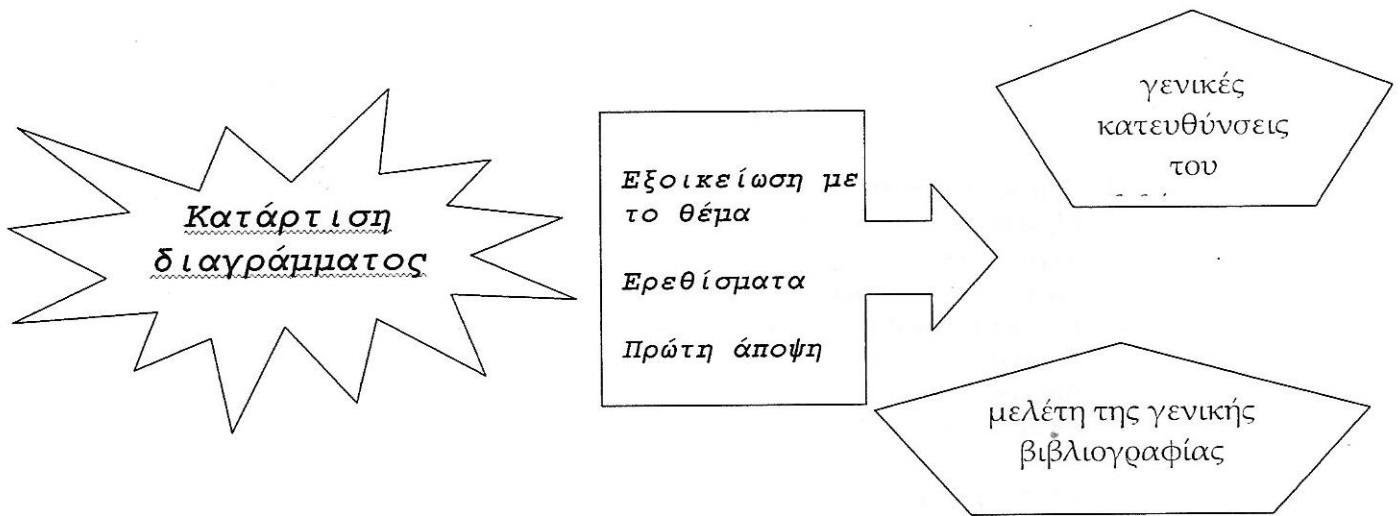 Κατάρτιση
διαγράμματος
Εξοικείωση με
το θέμα
Ερεθίσματα
Πρώτη άποψη
γενικές
κατευθύνσεις
του
μελέτη της γενικής
βιβλιογραφίας